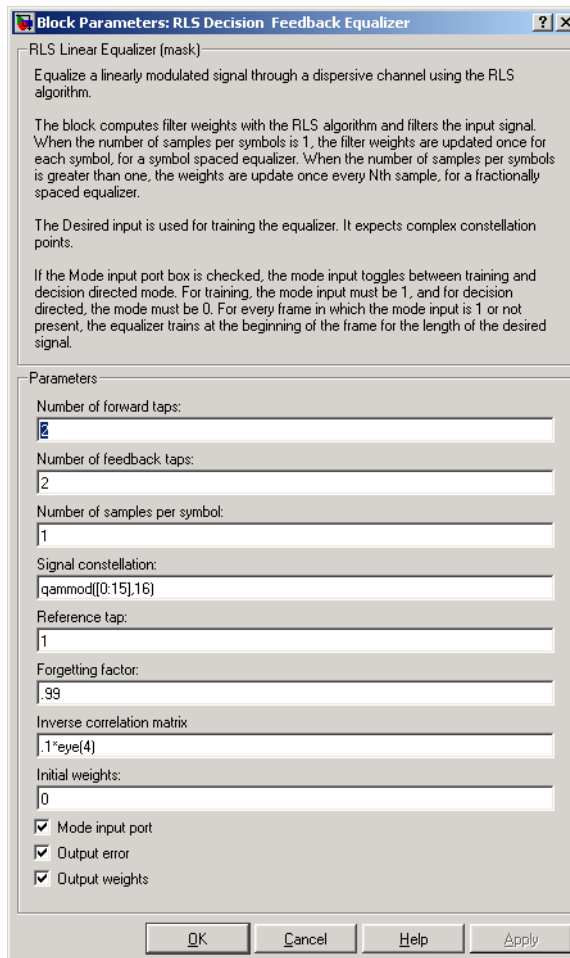 Block Parameters: RLS Decision Feedback Equalizer
RLS Linear Equalizer (mask)
Equalize a linearly modulated signal through a dispersive channel using the RLS
algorithm.
The block computes filter weights with the RLS algorithm and filters the input signal.
When the number of samples per symbols is 1, the filter weights are updated once for
each symbol, for a symbol spaced equalizer. When the number of samples per symbols
is greater than one, the weights are update once every Nth sample, for a fractionally
spaced equalizer.
The Desired input is used for training the equalizer. It expects complex constellation
points.
If the Mode input port box is checked, the mode input toggles between training and
decision directed mode. For training, the mode input must be 1, and for decision
directed, the mode must be 0. For every frame in which the mode input is 1 or not
present, the equalizer trains at the beginning of the frame for the length of the desired
signal.
Parameters
Number of forward taps:
2
Number of feedback taps:
2
Number of samples per symbol:
1
Signal constellation:
qammod([0:15],16)
Reference tap:
1
Forgetting factor:
.99
Inverse correlation matrix
.1*eye(4)
Initial weights:
0
Mode input port
Output error
Output weights
OK Cancel Help Apply